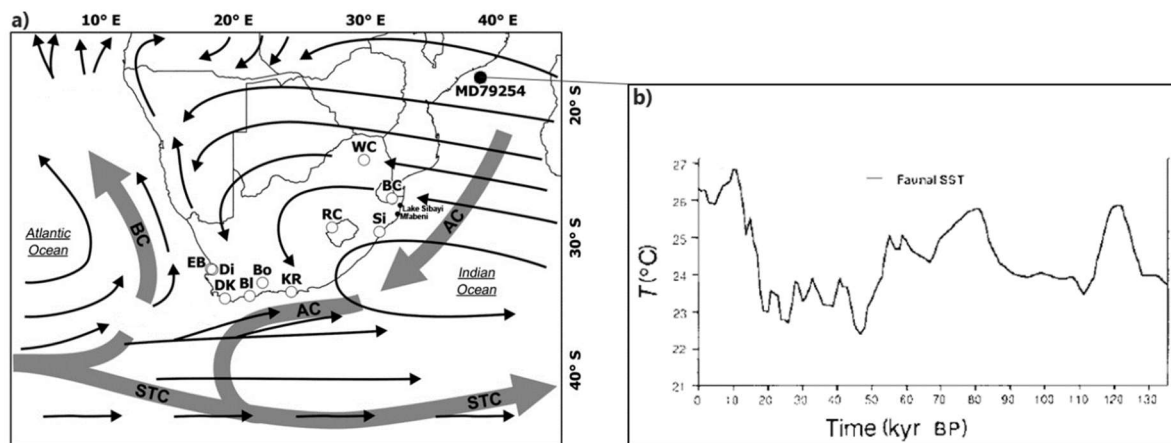 a)
10° E 20° E 30° E 40° E
MD79254
20° S
WC
BC
Lake Sibayi
Mfabeni
RC
Si
AC
30° S
Atlantic
Ocean
BC
EB
Di
DK
Bl
Bo
KR
Indian
Ocean
AC
40° S
STC
STC
b)
Faunal SST
T(°C)
27
26
25
24
23
22
21
0 10 20 30 40 50 60 70 80 90 100 110 120 130
Time (kyr BP)